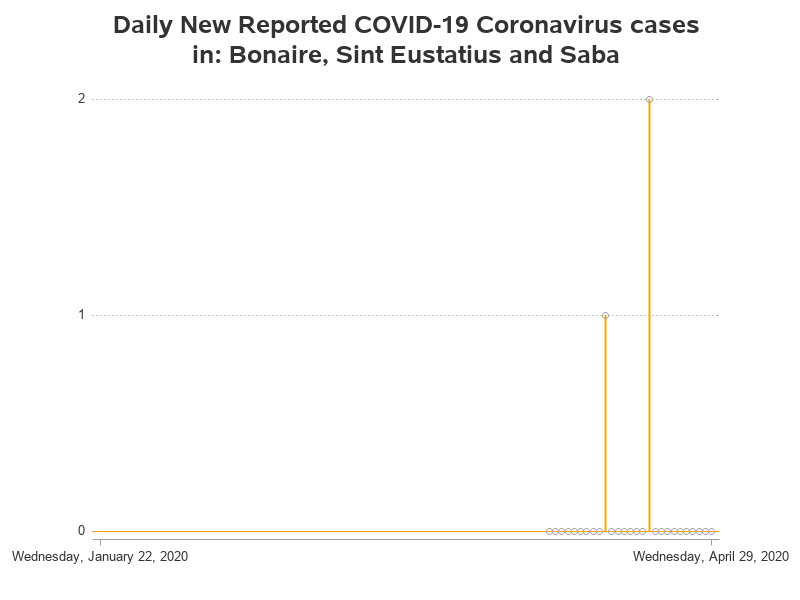 Daily New Reported COVID-19 Coronavirus cases
in: Bonaire, Sint Eustatius and Saba
2
1
0
Wednesday, January 22, 2020
Wednesday, April 29, 2020